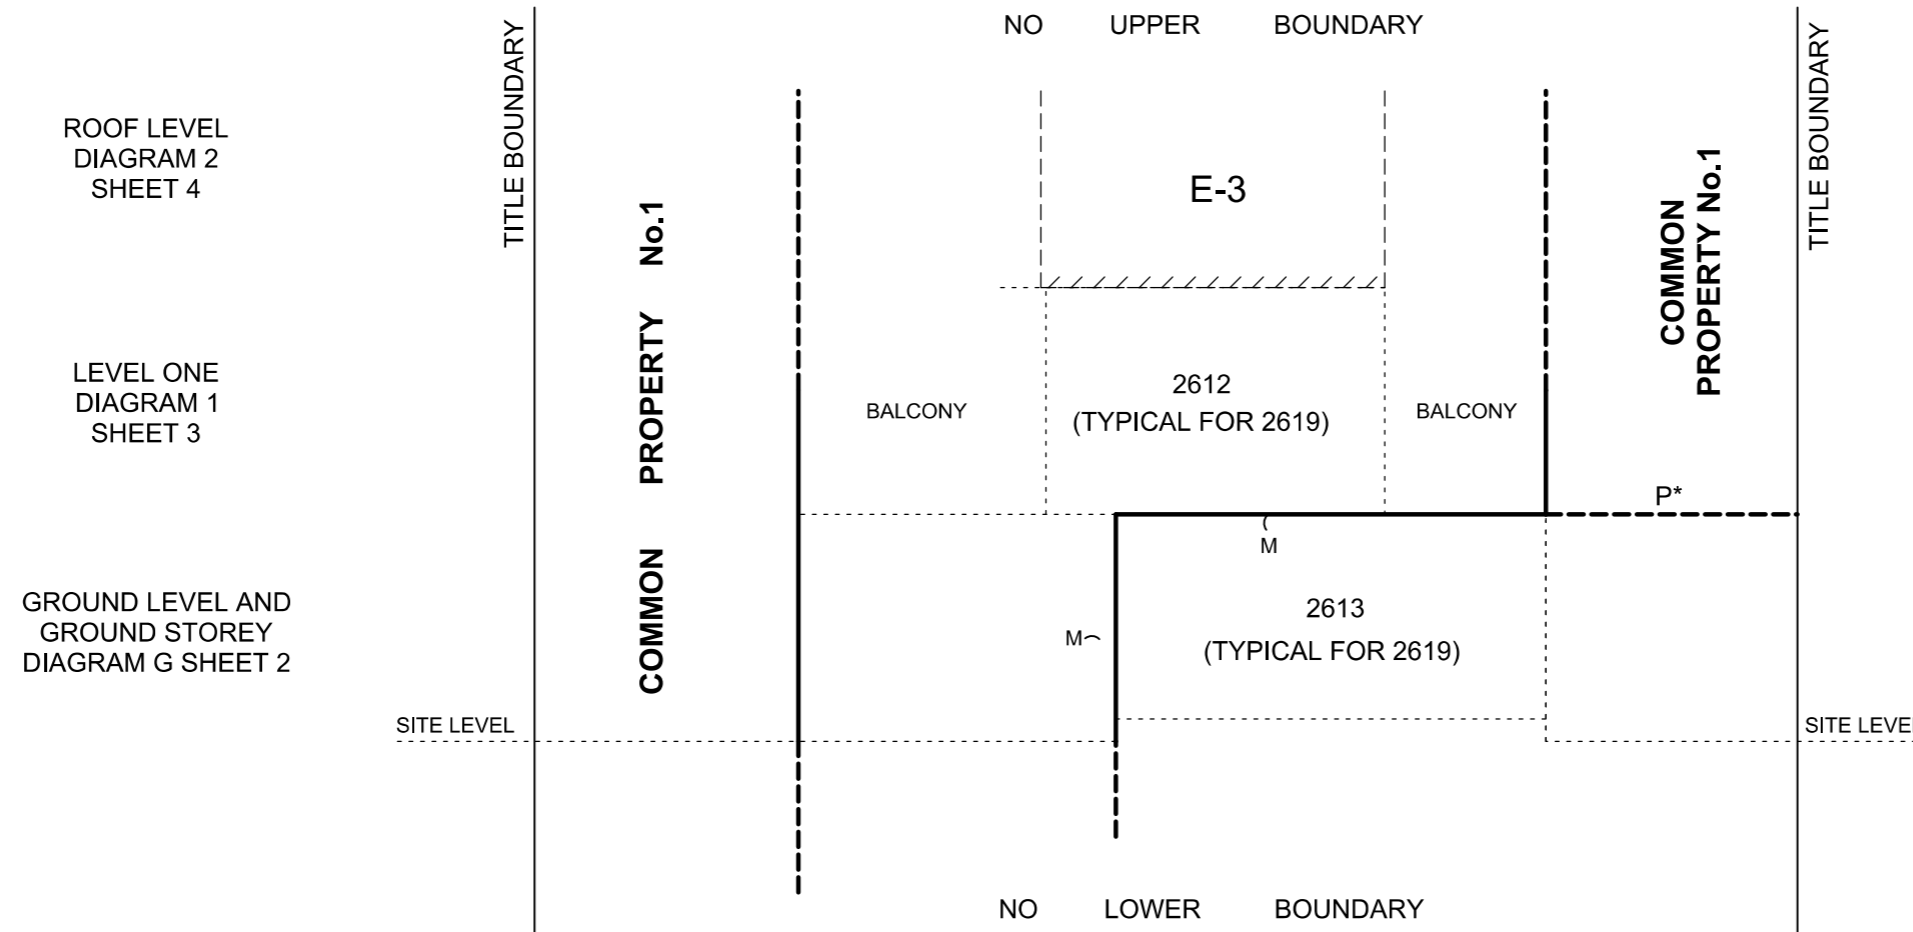 NO UPPER BOUNDARY
TITLE BOUNDARY
TITLE BOUNDARY
ROOF LEVEL
DIAGRAM 2
SHEET 4
E-3
COMMON PROPERTY No.1
COMMON
PROPERTY No.1
LEVEL ONE
DIAGRAM 1
SHEET 3
BALCONY
2612
(TYPICAL FOR 2619)
BALCONY
P*
M
GROUND LEVEL AND
GROUND STOREY
DIAGRAM G SHEET 2
M
2613
(TYPICAL FOR 2619)
SITE LEVEL
SITE LEVEL
NO LOWER BOUNDARY